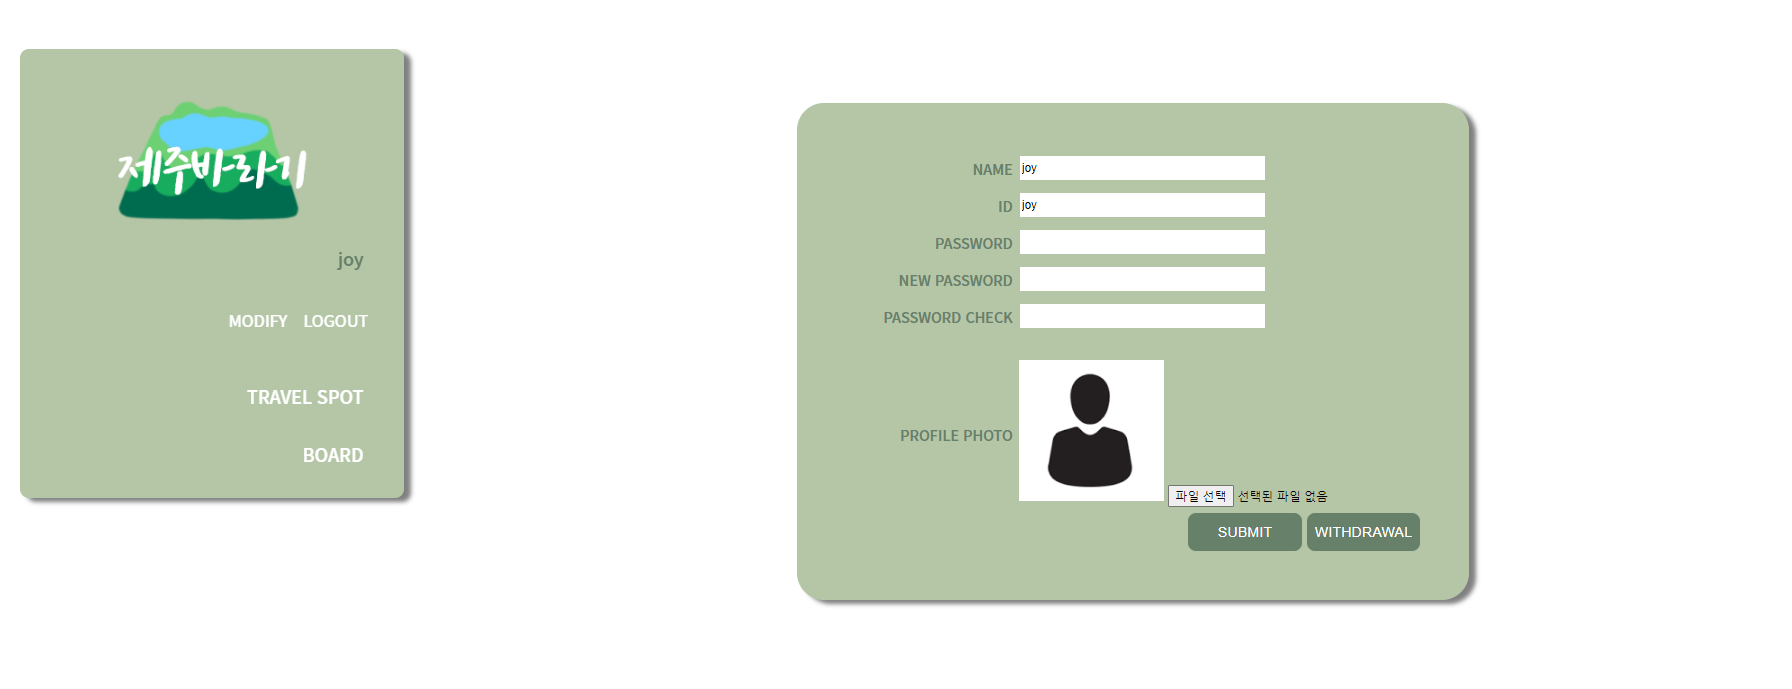 제주바라기
joy
MODIFY LOGOUT
TRAVEL SPOT
BOARD
NAME joy
ID joy
PASSWORD
NEW PASSWORD
PASSWORD CHECK
PROFILE PHOTO
파일 선택 선택된 파일 없음
SUBMIT WITHDRAWAL